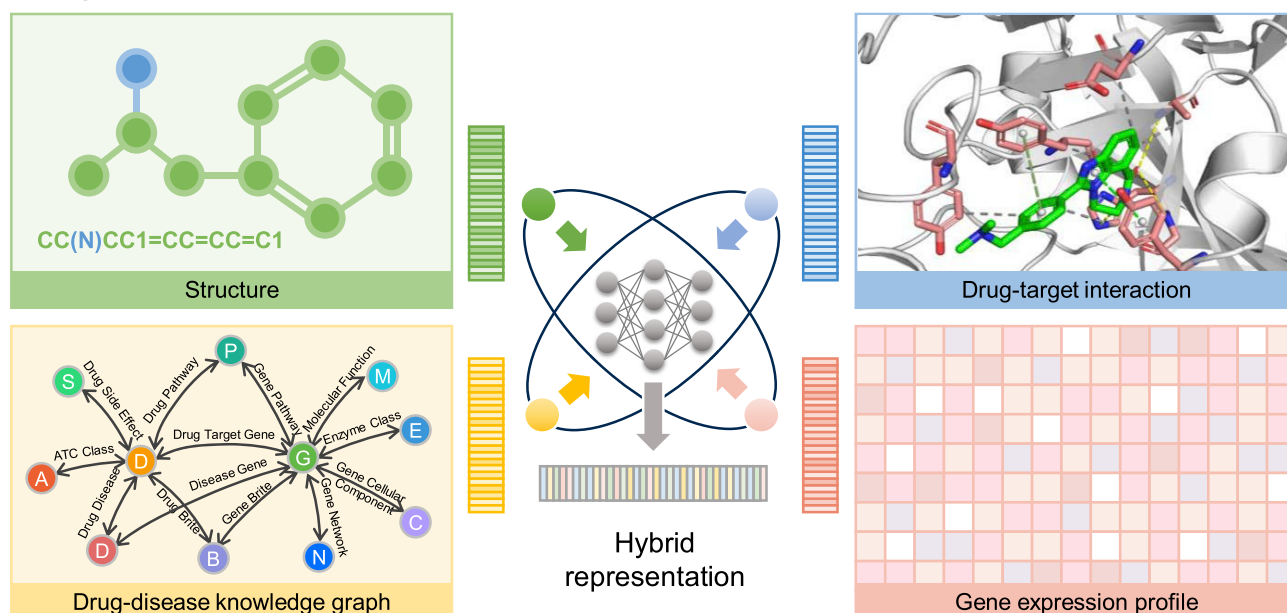 CC(N)CC1=CC=CC=C1
Structure
Drug-target interaction
P
S
M
Drug Side Effect
Drug Pathway
Gene Pathway
Molecular Function
Enzyme Class
E
Drug Target Gene
ATC Class
D
G
A
Disease Gene
Gene Cellular
Component
Drug Disease
Drug Brite
Gene Brite
Gene Network
C
D
B
N
Drug-disease knowledge graph
Hybrid
representation
Gene expression profile